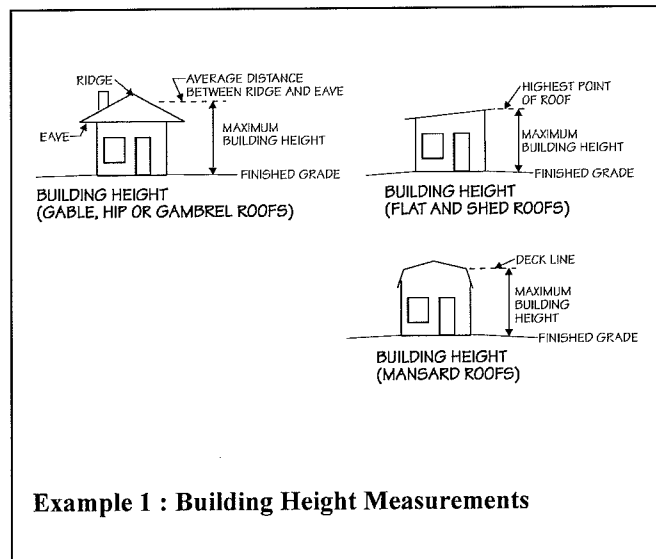 RIDGE
AVERAGE DISTANCE
BETWEEN RIDGE AND EAVE
EAVE
MAXIMUM
BUILDING HEIGHT
FINISHED GRADE
BUILDING HEIGHT
(GABLE, HIP OR GAMBREL ROOFS)
HIGHEST POINT
OF ROOF
MAXIMUM
BUILDING HEIGHT
FINISHED GRADE
BUILDING HEIGHT
(FLAT AND SHED ROOFS)
DECK LINE
MAXIMUM
BUILDING
HEIGHT
FINISHED GRADE
BUILDING HEIGHT
(MANSARD ROOFS)
Example 1 : Building Height Measurements